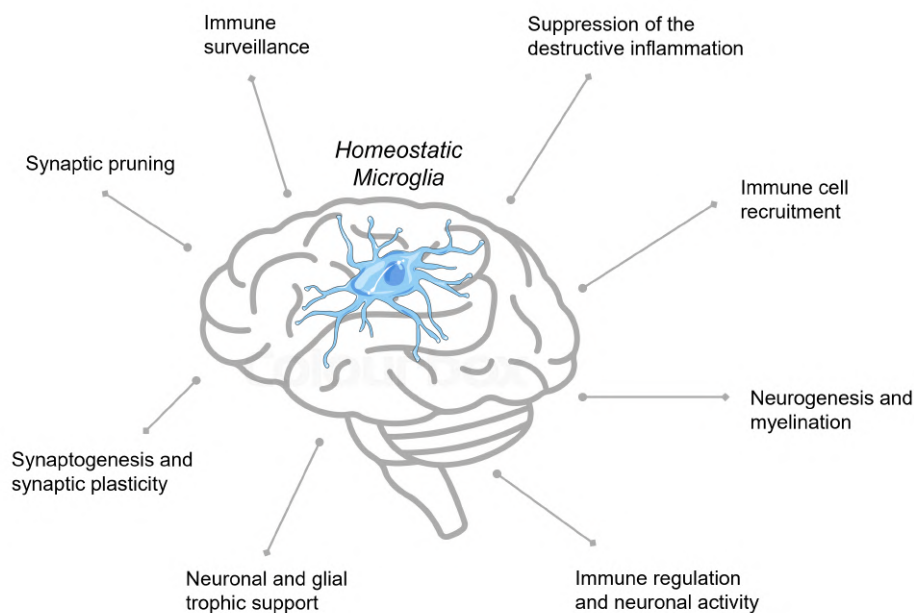 Immune
surveillance
Suppression of the
destructive inflammation
Synaptic pruning
Homeostatic
Microglia
Immune cell
recruitment
Neurogenesis and
myelination
Synaptogenesis and
synaptic plasticity
Neuronal and glial
trophic support
Immune regulation
and neuronal activity